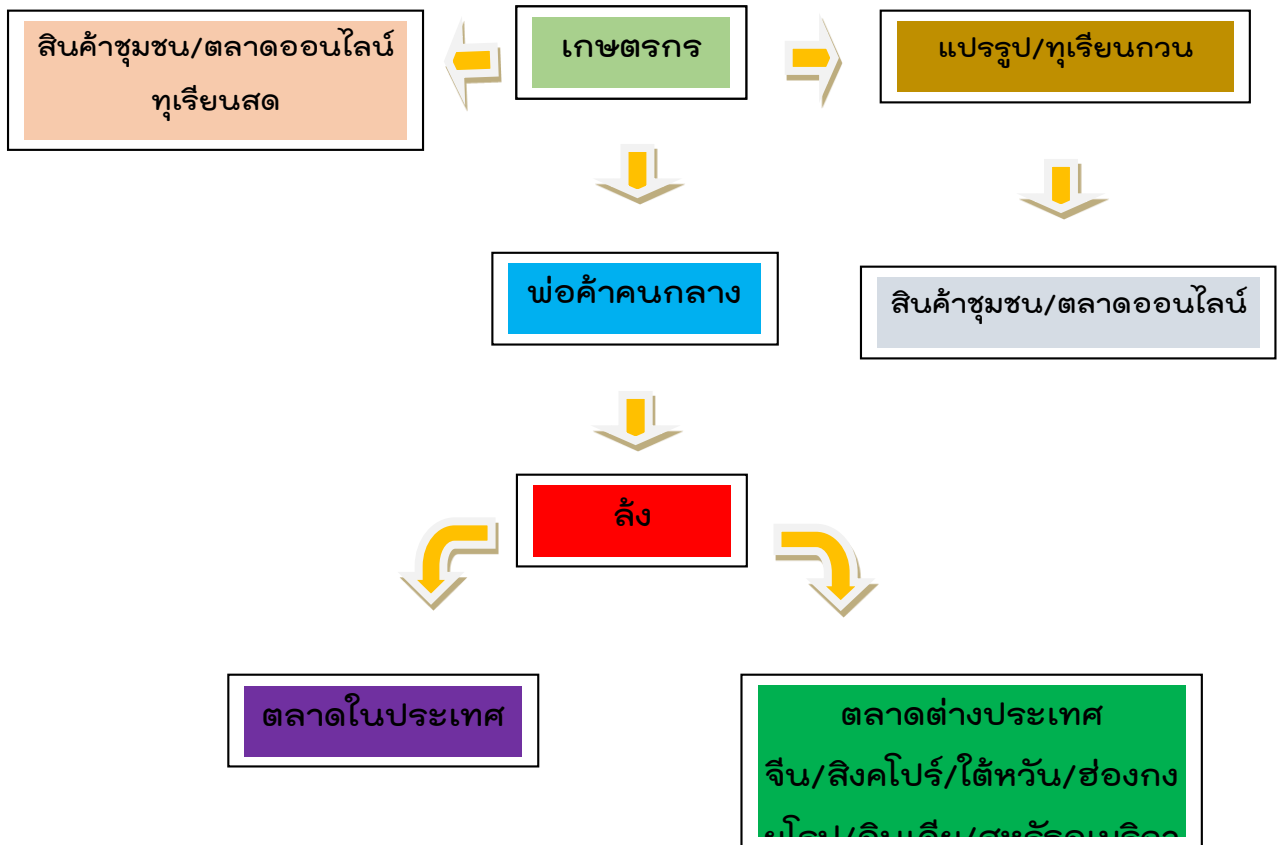 สินค้าชุมชน/ตลาดออนไลน์
ทุเรียนสด
เกษตรกร
แปรรูป/ทุเรียนกวน
พ่อค้าคนกลาง
สินค้าชุมชน/ตลาดออนไลน์
ล้ง
ตลาดในประเทศ
ตลาดต่างประเทศ
จีน/สิงคโปร์/ใต้หวัน/ฮ่องกง